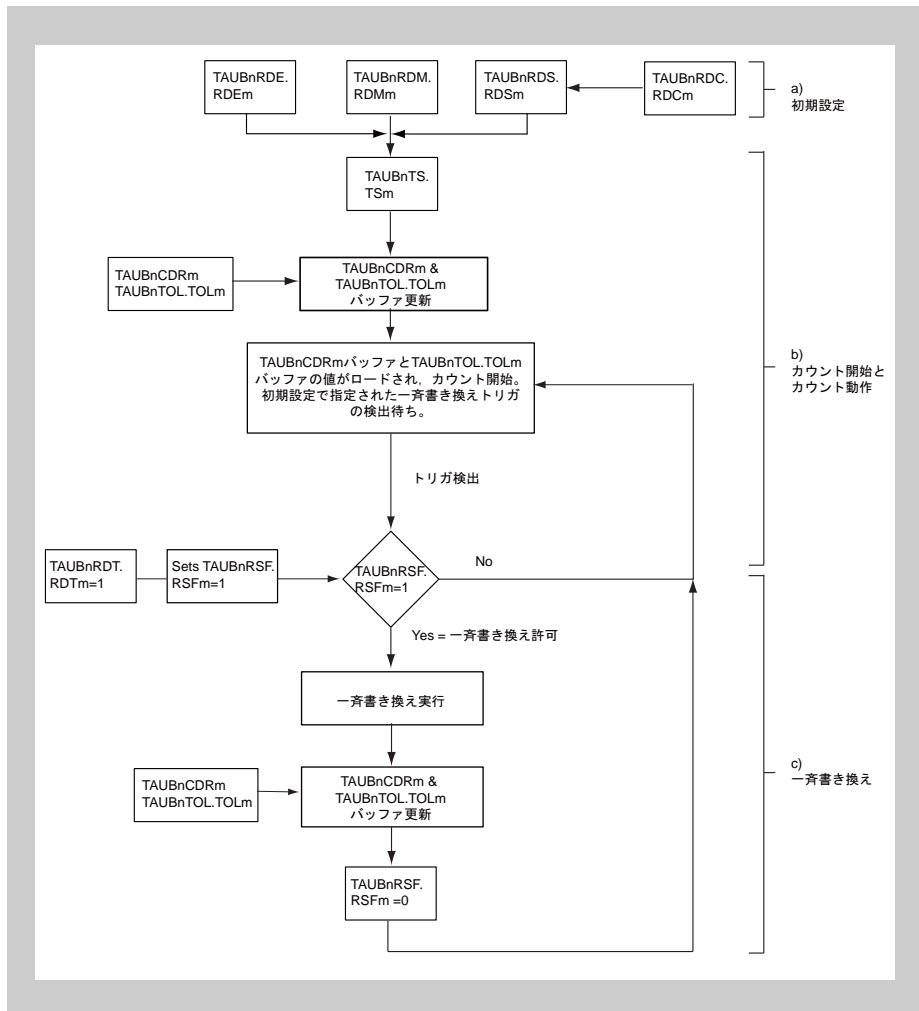 TAUBnRDE.
RDEm
TAUBnRDM.
RDMm
TAUBnRDS.
RDSm
TAUBnRDC.
RDCm
a)
初期設定
TAUBnTS.
TSm
TAUBnCDRm
TAUBnTOL.TOLm
TAUBnCDRm &
TAUBnTOL.TOLm
バッファ更新
TAUBnCDRmバッファとTAUBnTOL.TOLm
バッファの値がロードされ，カウント開始。
初期設定で指定された一斉書き換えトリガ
の検出待ち。
b)
カウント開始と
カウント動作
トリガ検出
TAUBnRDT.
RDTm=1
Sets TAUBnRSF.
RSFm=1
TAUBnRSF.
RSFm=1
No
Yes = 一斉書き換え許可
一斉書き換え実行
TAUBnCDRm
TAUBnTOL.TOLm
TAUBnCDRm &
TAUBnTOL.TOLm
バッファ更新
c)
一斉書き換え
TAUBnRSF.
RSFm =0